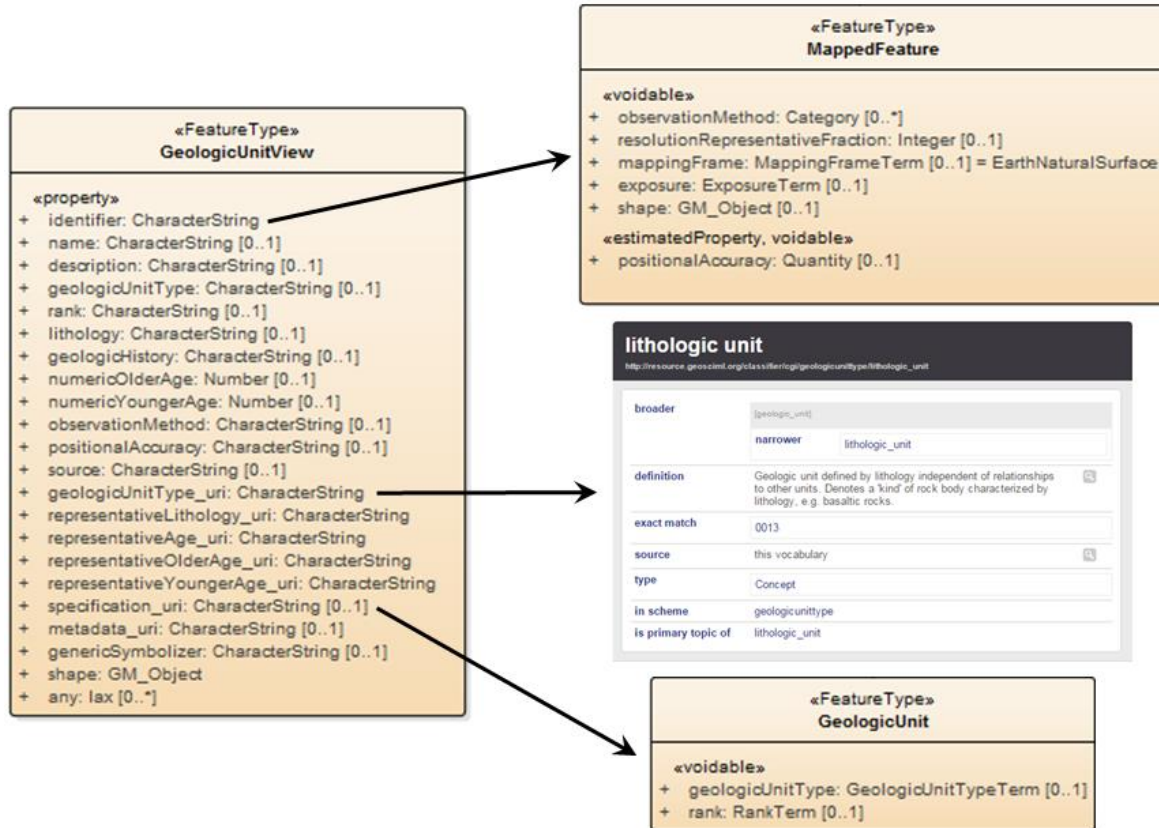 «FeatureType»
GeologicUnitView
«property»
+ identifier: CharacterString
+ name: CharacterString [0..1]
+ description: CharacterString [0..1]
+ geologicUnitType: CharacterString [0..1]
+ rank: CharacterString [0..1]
+ lithology: CharacterString [0..1]
+ geologicHistory: CharacterString [0..1]
+ numericOlderAge: Number [0..1]
+ numericYoungerAge: Number [0..1]
+ observationMethod: CharacterString [0..1]
+ positionalAccuracy: CharacterString [0..1]
+ source: CharacterString [0..1]
+ geologicUnitType_uri: CharacterString
+ representativeLithology_uri: CharacterString
+ representativeAge_uri: CharacterString
+ representativeOlderAge_uri: CharacterString
+ representativeYoungerAge_uri: CharacterString
+ specification_uri: CharacterString [0..1]
+ metadata_uri: CharacterString [0..1]
+ genericSymbolizer: CharacterString [0..1]
+ shape: GM_Object
+ any: lax [0..*]
«FeatureType»
MappedFeature
«voidable»
+ observationMethod: Category [0..*]
+ resolutionRepresentativeFraction: Integer [0..1]
+ mappingFrame: MappingFrameTerm [0..1] = EarthNaturalSurface
+ exposure: ExposureTerm [0..1]
+ shape: GM_Object [0..1]
«estimatedProperty, voidable»
+ positionalAccuracy: Quantity [0..1]
lithologic unit
http://resource.geosciml.org/classifier/cgi/geologicunittype/lithologic_unit
broader
[geologic_unit]
narrower lithologic_unit
definition Geologic unit defined by lithology independent of relationships
to other units. Denotes a 'kind' of rock body characterized by
lithology, e.g. basaltic rocks.
exact match 0013
source this vocabulary
type Concept
in scheme geologicunittype
is primary topic of lithologic_unit
«FeatureType»
GeologicUnit
«voidable»
+ geologicUnitType: GeologicUnitTypeTerm [0..1]
+ rank: RankTerm [0..1]